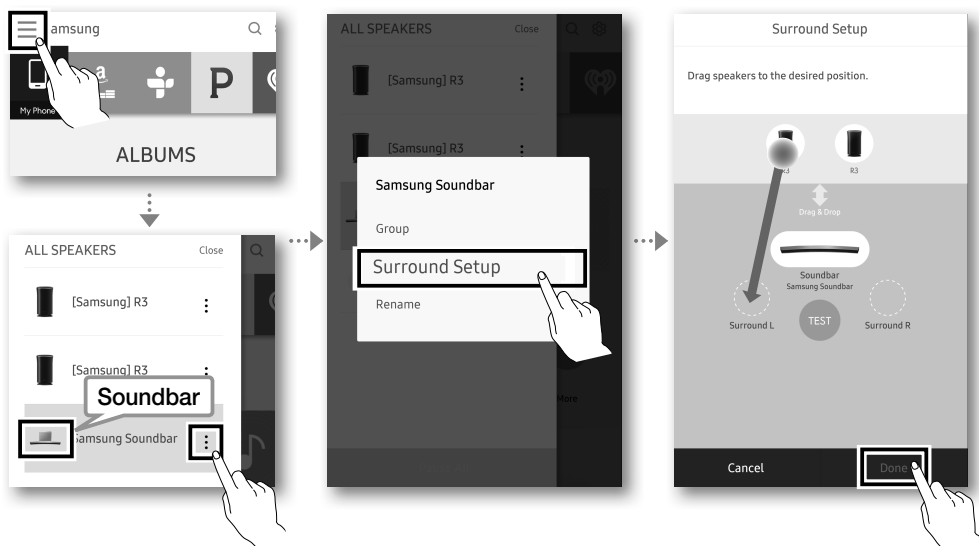 amsung
a
P
My Phone
ALBUMS
ALL SPEAKERS
Close
[Samsung] R3
[Samsung] R3
Soundbar
Samsung Soundbar
ALL SPEAKERS
Close
[Samsung] R3
[Samsung] R3
Samsung Soundbar
Group
Surround Setup
Rename
More
Surround Setup
Drag speakers to the desired position.
R3
R3
Drag & Drop
Soundbar
Samsung Soundbar
Surround L
TEST
Surround R
Cancel
Done